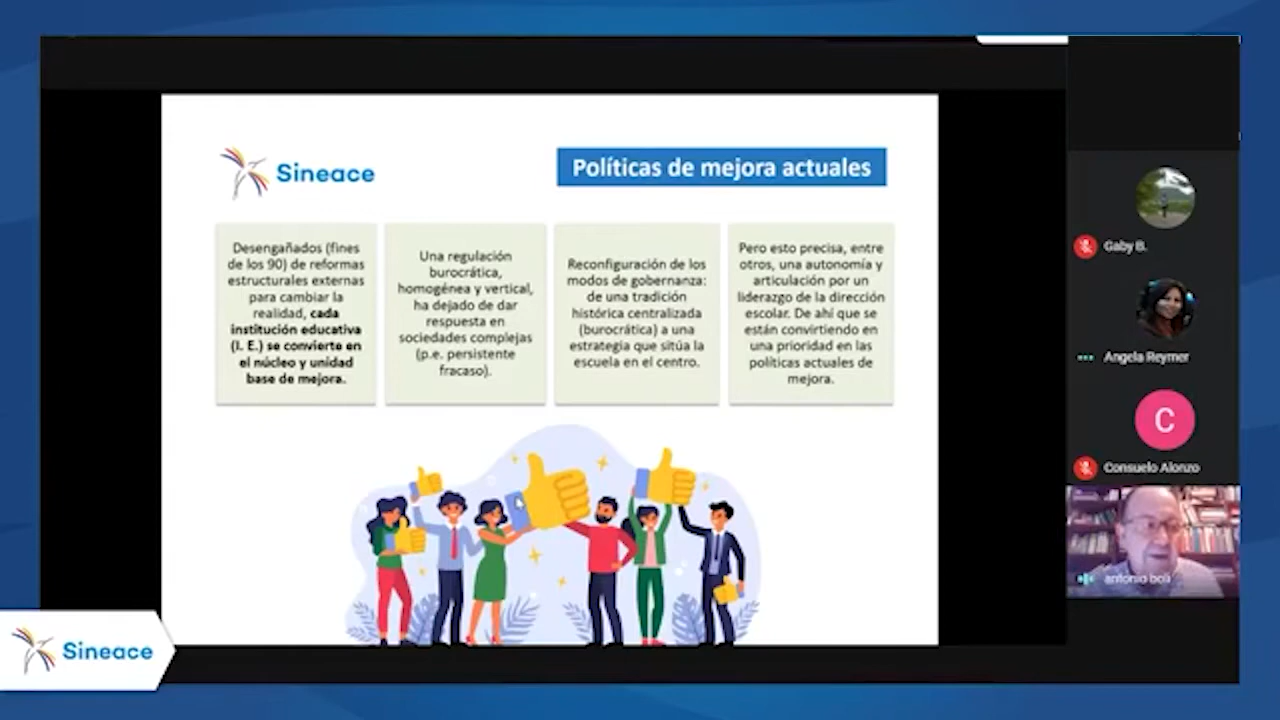 Sineace
Políticas de mejora actuales
Desengañados (fines
de los 90) de reformas
estructurales externas
para cambiar la
realidad, cada
institución educativa
(I. E.) se convierte en
el núcleo y unidad
base de mejora.
Una regulación
burocrática,
homogénea y vertical,
ha dejado de dar
respuesta en
sociedades complejas
(p.e. persistente
fracaso).
Reconfiguración de los
modos de gobernanza:
de una tradición
histórica centralizada
(burocrática) a una
estrategia que sitúa la
escuela en el centro.
Pero esto precisa, entre
otros, una autonomía y
articulación por un
liderazgo de la dirección
escolar. De ahí que se
están convirtiendo en
una prioridad en las
políticas actuales de
mejora.
Gaby B.
Angela Reymer
C
Consuelo Alonzo
antonio
Sineace